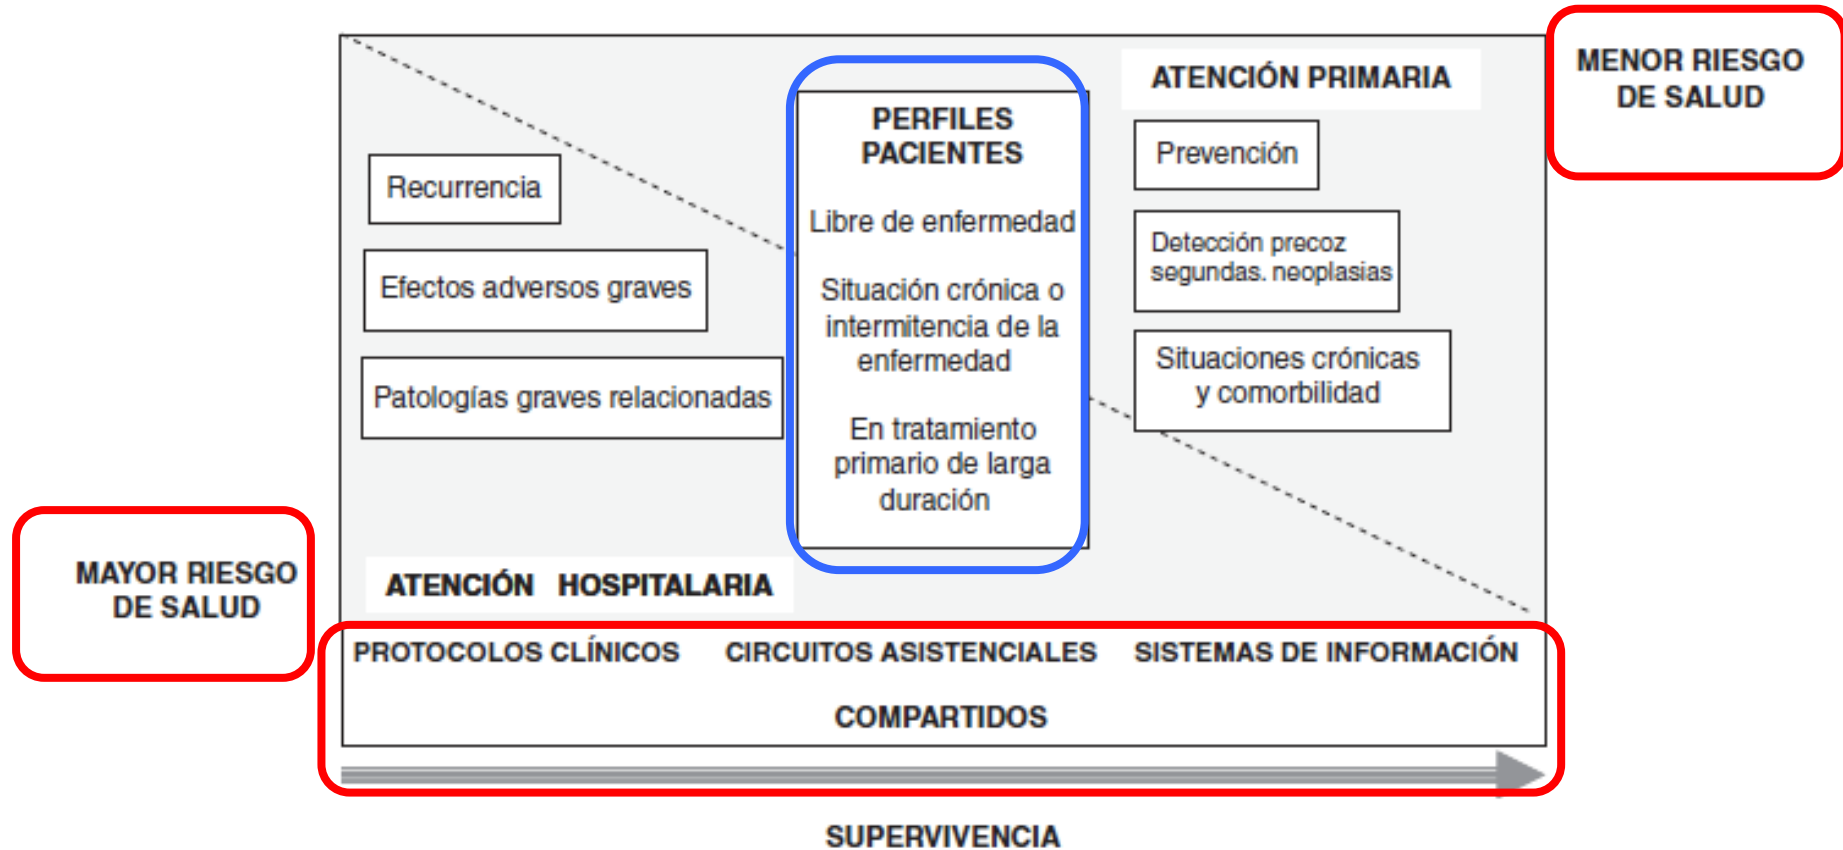 MENOR RIESGO
DE SALUD
ATENCIÓN PRIMARIA
PERFILES
PACIENTES
Libre de enfermedad
Situación crónica o
intermitencia de la
enfermedad
En tratamiento
primario de larga
duración
Recurrencia
Efectos adversos graves
Patologías graves relacionadas
Prevención
Detección precoz
segundas. neoplasias
Situaciones crónicas
y comorbilidad
MAYOR RIESGO
DE SALUD
ATENCIÓN HOSPITALARIA
PROTOCOLOS CLÍNICOS CIRCUITOS ASISTENCIALES SISTEMAS DE INFORMACIÓN
COMPARTIDOS
SUPERVIVENCIA